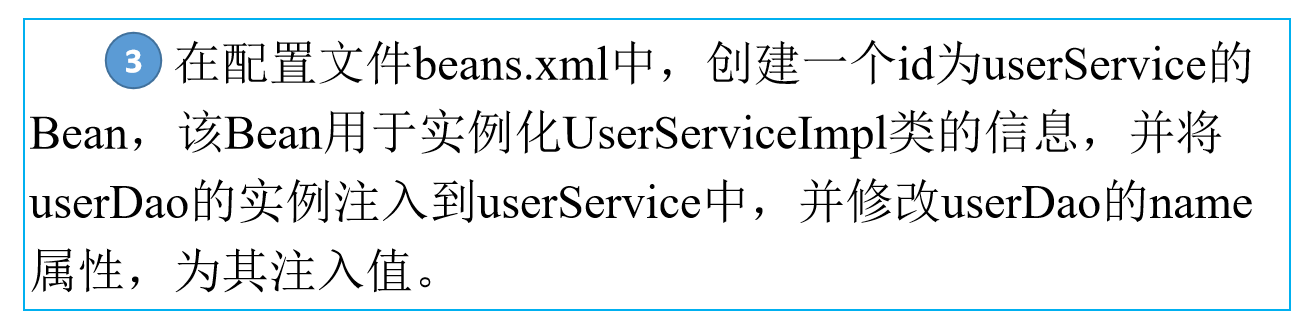 3 在配置文件beans.xml中，创建一个id为userService的
Bean，该Bean用于实例化UserServiceImpl类的信息，并将
userDao的实例注入到userService中，并修改userDao的name
属性，为其注入值。